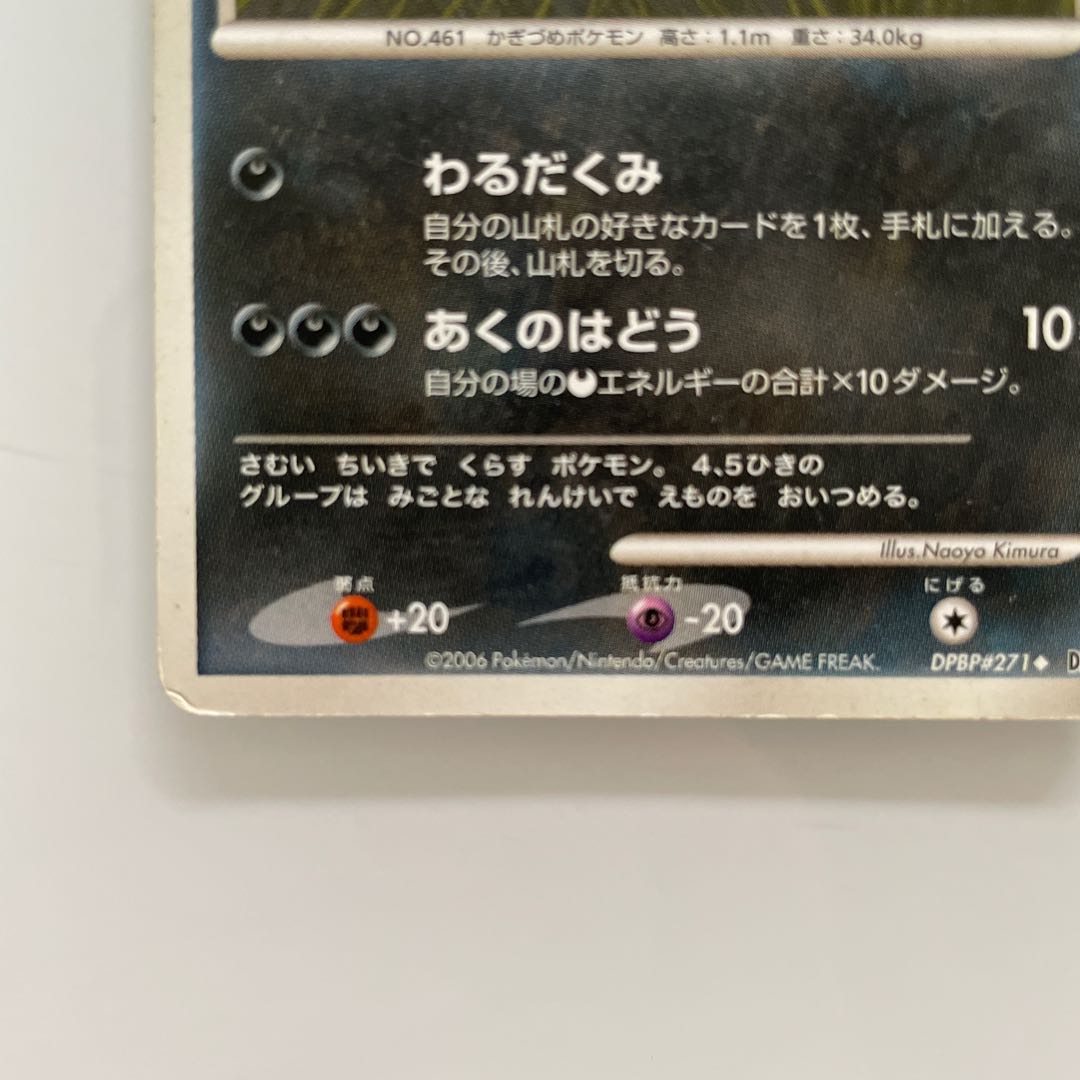 NO.461 かぎづめポケモン 高さ：1.1m 重さ：34.0kg
わるだくみ
自分の山札の好きなカードを1枚、手札に加える。
その後、山札を切る。
あくのはどう 10
自分の場のエネルギーの合計×10ダメージ。
さむい ちいきで くらす ポケモン。 4、5ひきの
グループは みごとな れんけいで えものを おいつめる。
Illus.Naoyo Kimura
弱点 抵抗力 にげる
+20 -20
©2006 Pokémon/Nintendo/Creatures/GAME FREAK. DPBP#271◆ D